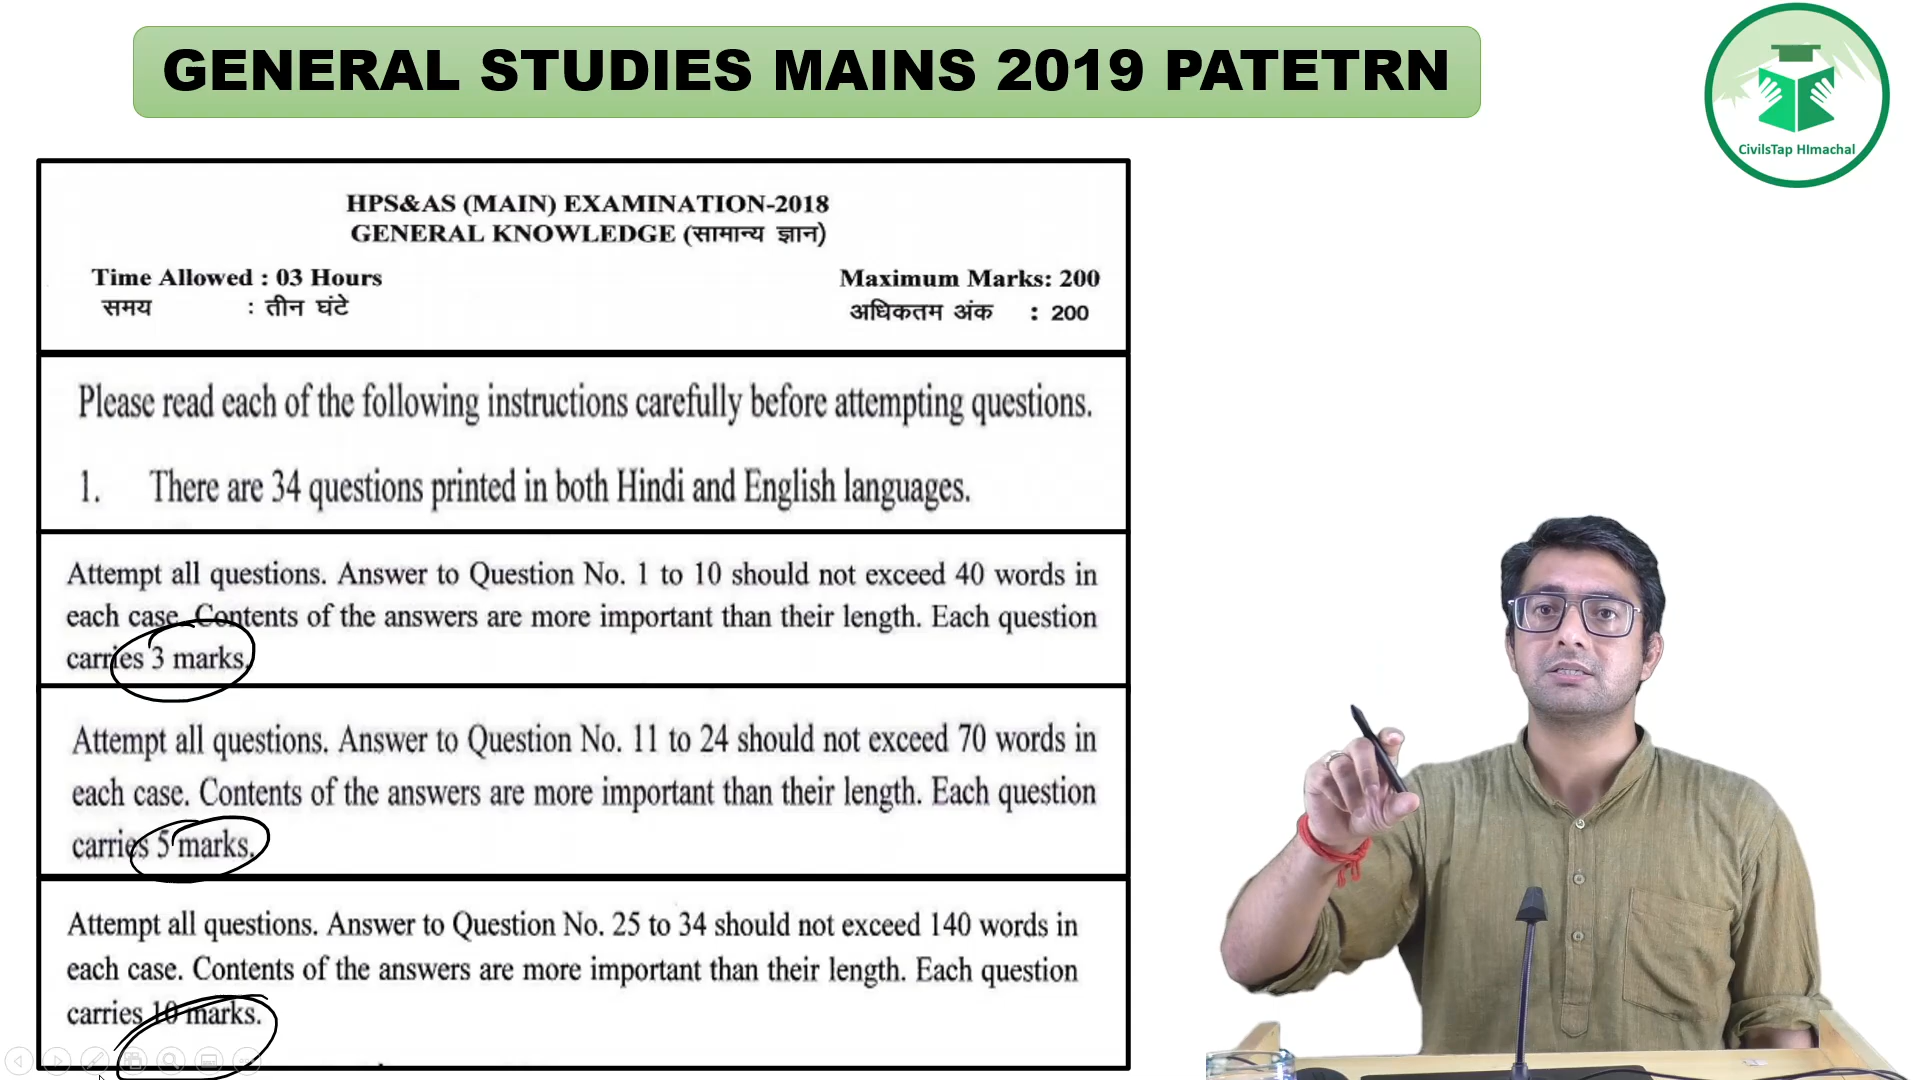 GENERAL STUDIES MAINS 2019 PATETRN
CivilsTap HImachal
HPS&AS (MAIN) EXAMINATION-2018
GENERAL KNOWLEDGE (सामान्य ज्ञान)
Time Allowed : 03 Hours
Maximum Marks: 200
समय : तीन घंटे
अधिकतम अंक : 200
Please read each of the following instructions carefully before attempting questions.
1. There are 34 questions printed in both Hindi and English languages.
Attempt all questions. Answer to Question No. 1 to 10 should not exceed 40 words in
each case. Contents of the answers are more important than their length. Each question
carries 3 marks.
Attempt all questions. Answer to Question No. 11 to 24 should not exceed 70 words in
each case. Contents of the answers are more important than their length. Each question
carries 5 marks.
Attempt all questions. Answer to Question No. 25 to 34 should not exceed 140 words in
each case. Contents of the answers are more important than their length. Each question
carries 10 marks.